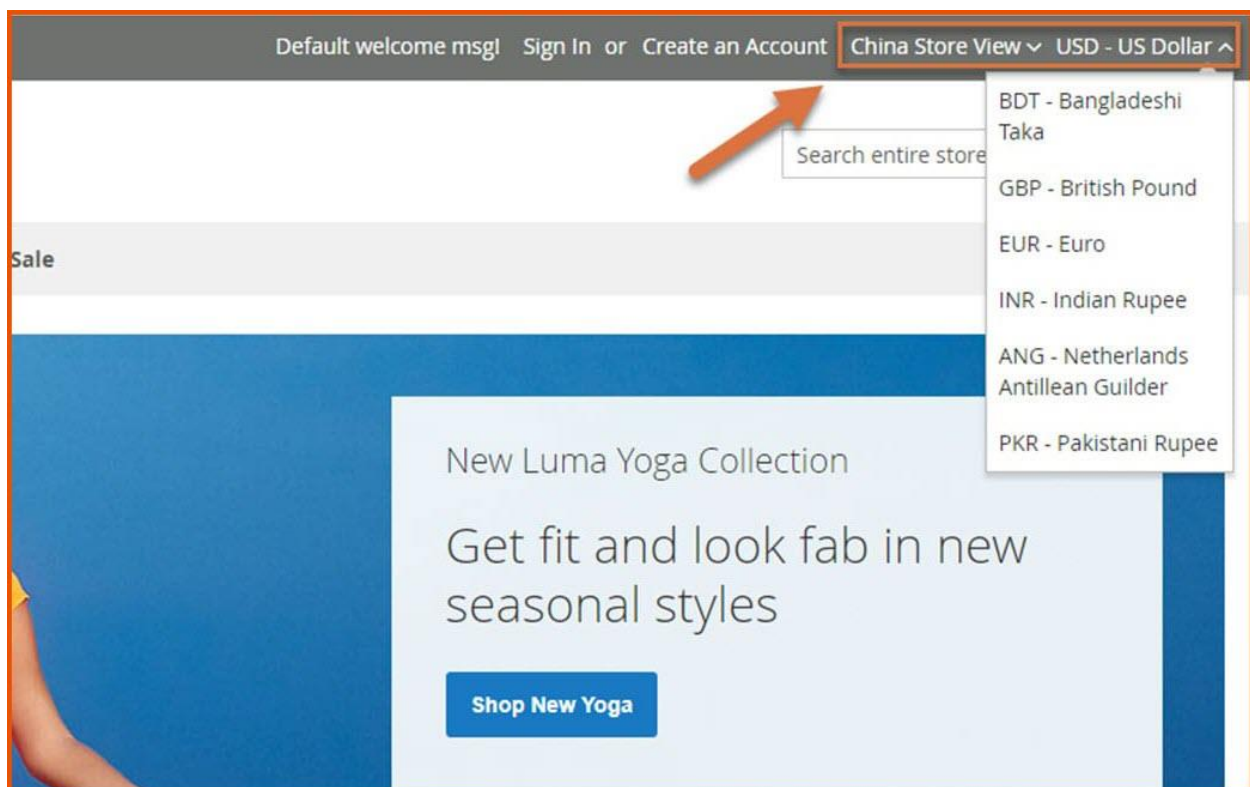 Default welcome msg! Sign In or Create an Account China Store View USD - US Dollar
BDT - Bangladeshi
Taka
Search entire store
GBP - British Pound
EUR - Euro
Sale
INR - Indian Rupee
ANG - Netherlands
Antillean Guilder
PKR - Pakistani Rupee
New Luma Yoga Collection
Get fit and look fab in new
seasonal styles
Shop New Yoga